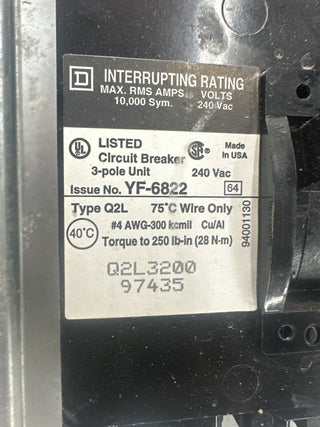 D INTERRUPTING RATING
MAX. RMS AMPS VOLTS
10,000 Sym. 240 Vac
UL LISTED SA Made
Circuit Breaker in USA
3-pole Unit 240 Vac
Issue No. YF-6822 64
Type Q2L 75°C Wire Only
40°C #4 AWG-300 kcmil Cu/Al
Torque to 250 lb-in (28 N·m)
94001130
Q2L3200
97435